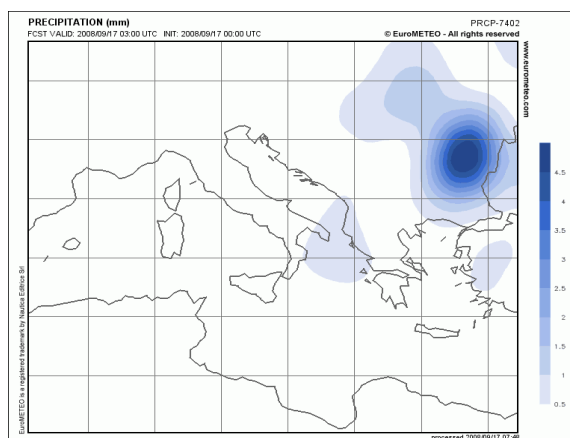 PRECIPITATION (mm)
PRCP-7402
FCST VALID: 2008/09/17 03:00 UTC INIT: 2008/09/17 00:00 UTC
© EuroMETEO - All rights reserved
www.eurometeo.com
4.5
4
3.5
3
2.5
2
1.5
1
0.5
EuroMETEO is a registered trademark by Nautica Editrice Srl
processed 2008/09/17 07:48